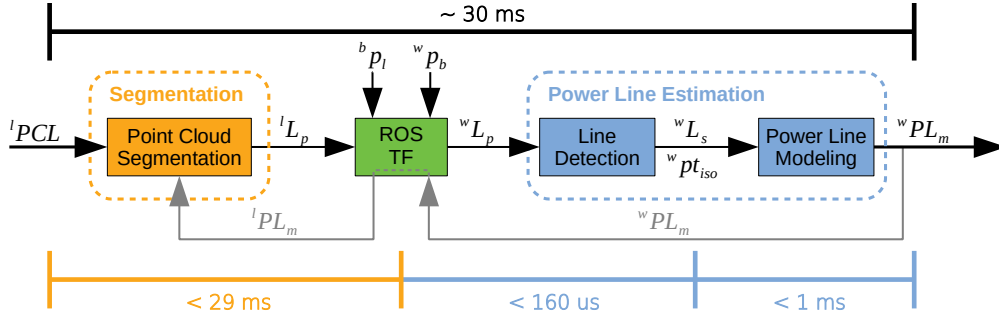 ~ 30 ms
ᵇpₗ
ʷp_b
Segmentation
Power Line Estimation
ˡPCL
Point Cloud
Segmentation
ˡLₚ
ROS
TF
ʷLₚ
Line
Detection
ʷLₛ
ʷpt_iso
Power Line
Modeling
ʷPLₘ
ˡPLₘ
ʷPLₘ
< 29 ms
< 160 us
< 1 ms